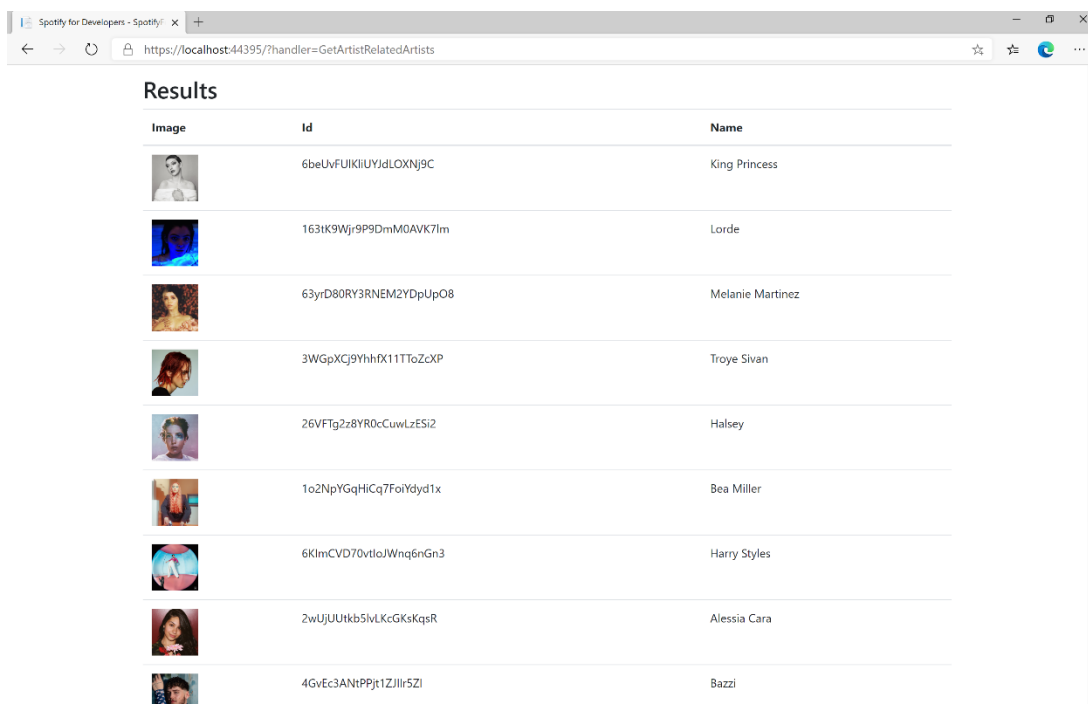 Spotify for Developers - SpotifyF
https://localhost:44395/?handler=GetArtistRelatedArtists
Results
Image Id Name
6beUvFUlKliUYJdLOXNj9C King Princess
163tK9Wjr9P9DmM0AVK7lm Lorde
63yrD80RY3RNEM2YDpUpO8 Melanie Martinez
3WGpXCj9YhhfX11TToZcXP Troye Sivan
26VFTg2z8YR0cCuwLzESi2 Halsey
1o2NpYGqHiCq7FoiYdyd1x Bea Miller
6KImCVD70vtIoJWnq6nGn3 Harry Styles
2wUjUUtkb5lvLKcGKsKqsR Alessia Cara
4GvEc3ANtPPjt1ZJllr5Zl Bazzi